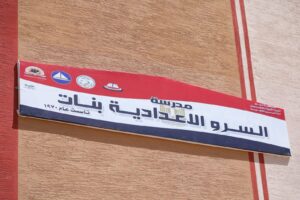 مدرسة
السرو الاعدادية بنات
تأسست عام ١٩٧٠